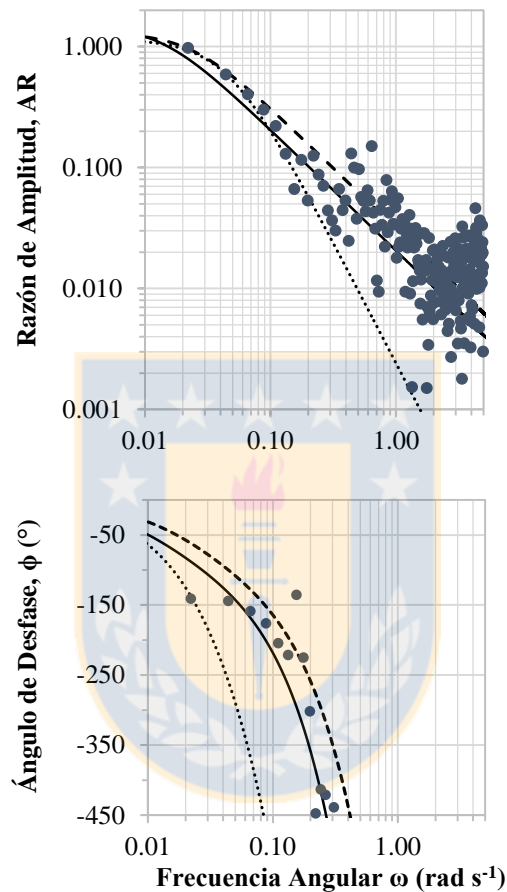 Razón de Amplitud, AR
1.000
0.100
0.010
0.001
0.01 0.10 1.00
Ángulo de Desfase, ϕ (°)
-50
-150
-250
-350
-450
0.01 0.10 1.00
Frecuencia Angular ω (rad s⁻¹)